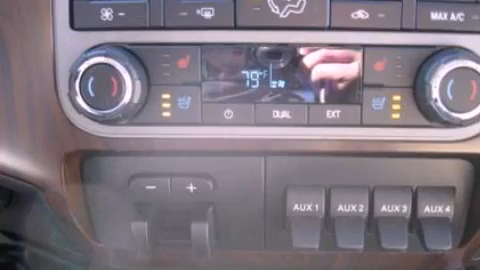 MAX A/C
79°F
DUAL EXT
− +
AUX 1 AUX 2 AUX 3 AUX 4